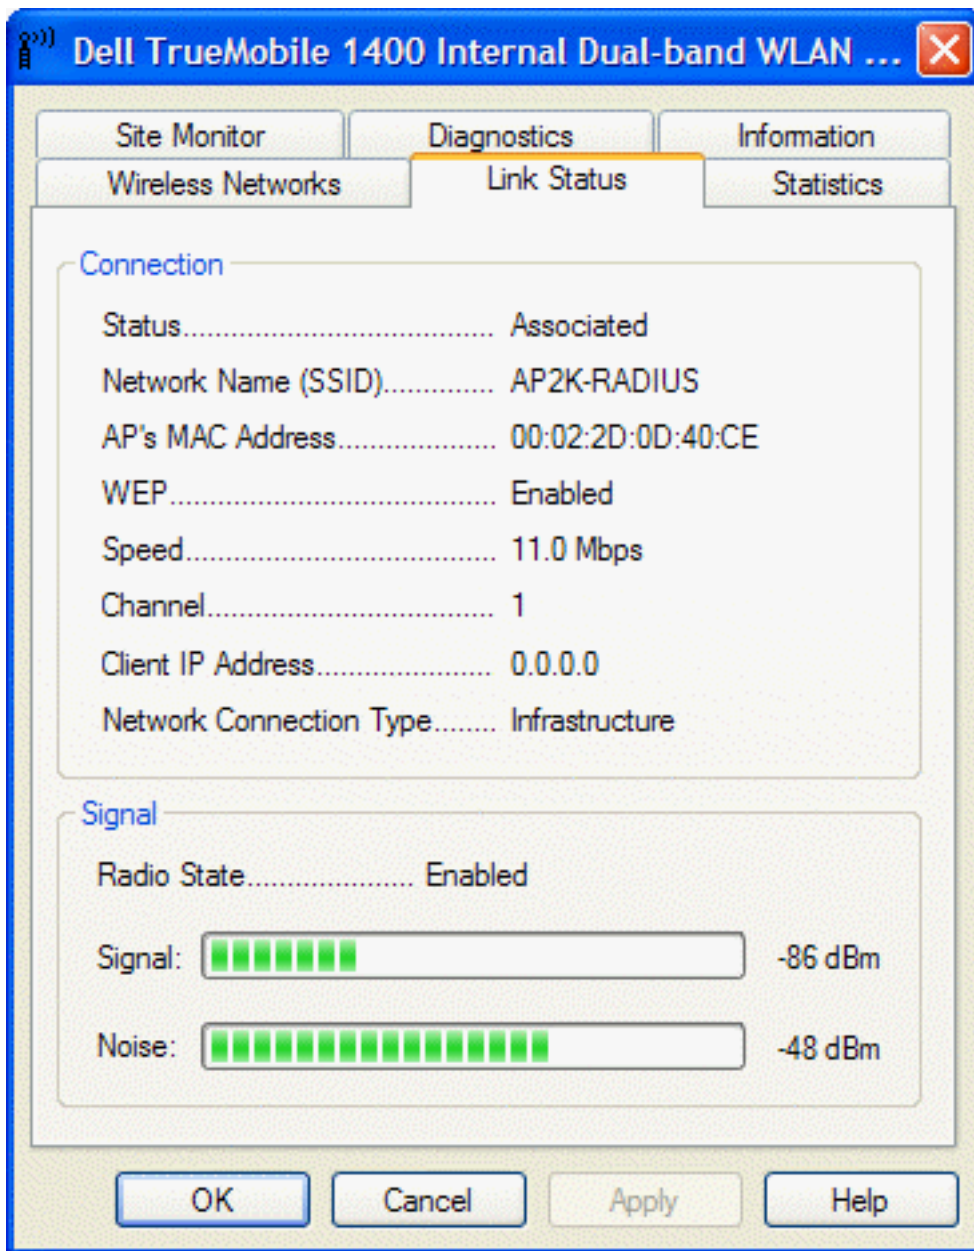 Dell TrueMobile 1400 Internal Dual-band WLAN ...
Site Monitor Diagnostics Information
Wireless Networks Link Status Statistics
Connection
Status...................................... Associated
Network Name (SSID)............. AP2K-RADIUS
AP's MAC Address................... 00:02:2D:0D:40:CE
WEP........................................ Enabled
Speed...................................... 11.0 Mbps
Channel................................... 1
Client IP Address..................... 0.0.0.0
Network Connection Type........ Infrastructure
Signal
Radio State.................... Enabled
Signal: -86 dBm
Noise: -48 dBm
OK Cancel Apply Help